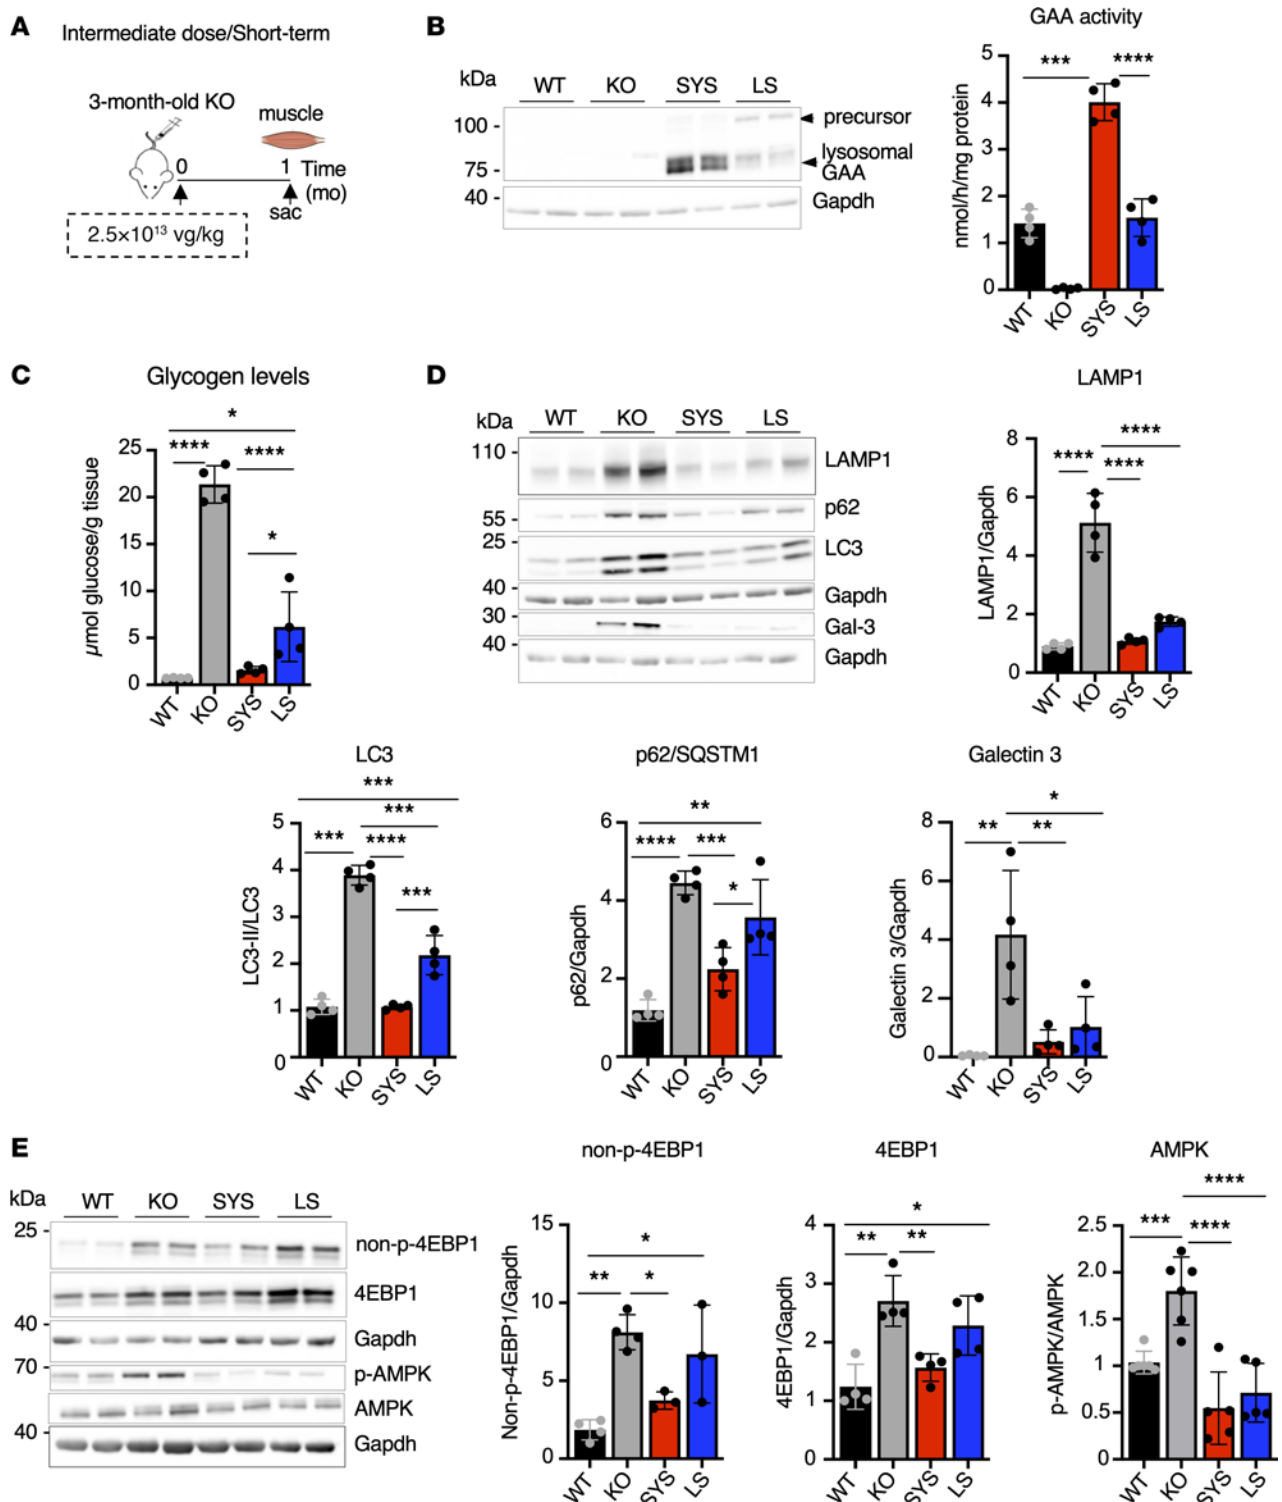 A
Intermediate dose/Short-term
3-month-old KO
muscle
0
1
Time
(mo)
sac
2.5×10¹³ vg/kg
B
kDa
WT
KO
SYS
LS
100
75
40
precursor
lysosomal
GAA
Gapdh
GAA activity
nmol/h/mg protein
5
4
3
2
1
0
***
****
WT
KO
SYS
LS
C
Glycogen levels
µmol glucose/g tissue
25
20
15
10
5
0
*
****
****
*
WT
KO
SYS
LS
D
kDa
WT
KO
SYS
LS
110
55
25
40
30
40
LAMP1
p62
LC3
Gapdh
Gal-3
Gapdh
LAMP1
LAMP1/Gapdh
8
6
4
2
0
****
****
****
WT
KO
SYS
LS
LC3
LC3-II/LC3
5
4
3
2
1
0
***
***
***
****
***
WT
KO
SYS
LS
p62/SQSTM1
p62/Gapdh
6
4
2
0
**
****
***
*
WT
KO
SYS
LS
Galectin 3
Galectin 3/Gapdh
8
6
4
2
0
*
**
**
WT
KO
SYS
LS
E
kDa
WT
KO
SYS
LS
25
40
70
40
non-p-4EBP1
4EBP1
Gapdh
p-AMPK
AMPK
Gapdh
non-p-4EBP1
Non-p-4EBP1/Gapdh
15
10
5
0
*
**
*
WT
KO
SYS
LS
4EBP1
4EBP1/Gapdh
4
3
2
1
0
*
**
**
WT
KO
SYS
LS
AMPK
p-AMPK/AMPK
2.5
2.0
1.5
1
0.5
0
****
***
****
WT
KO
SYS
LS